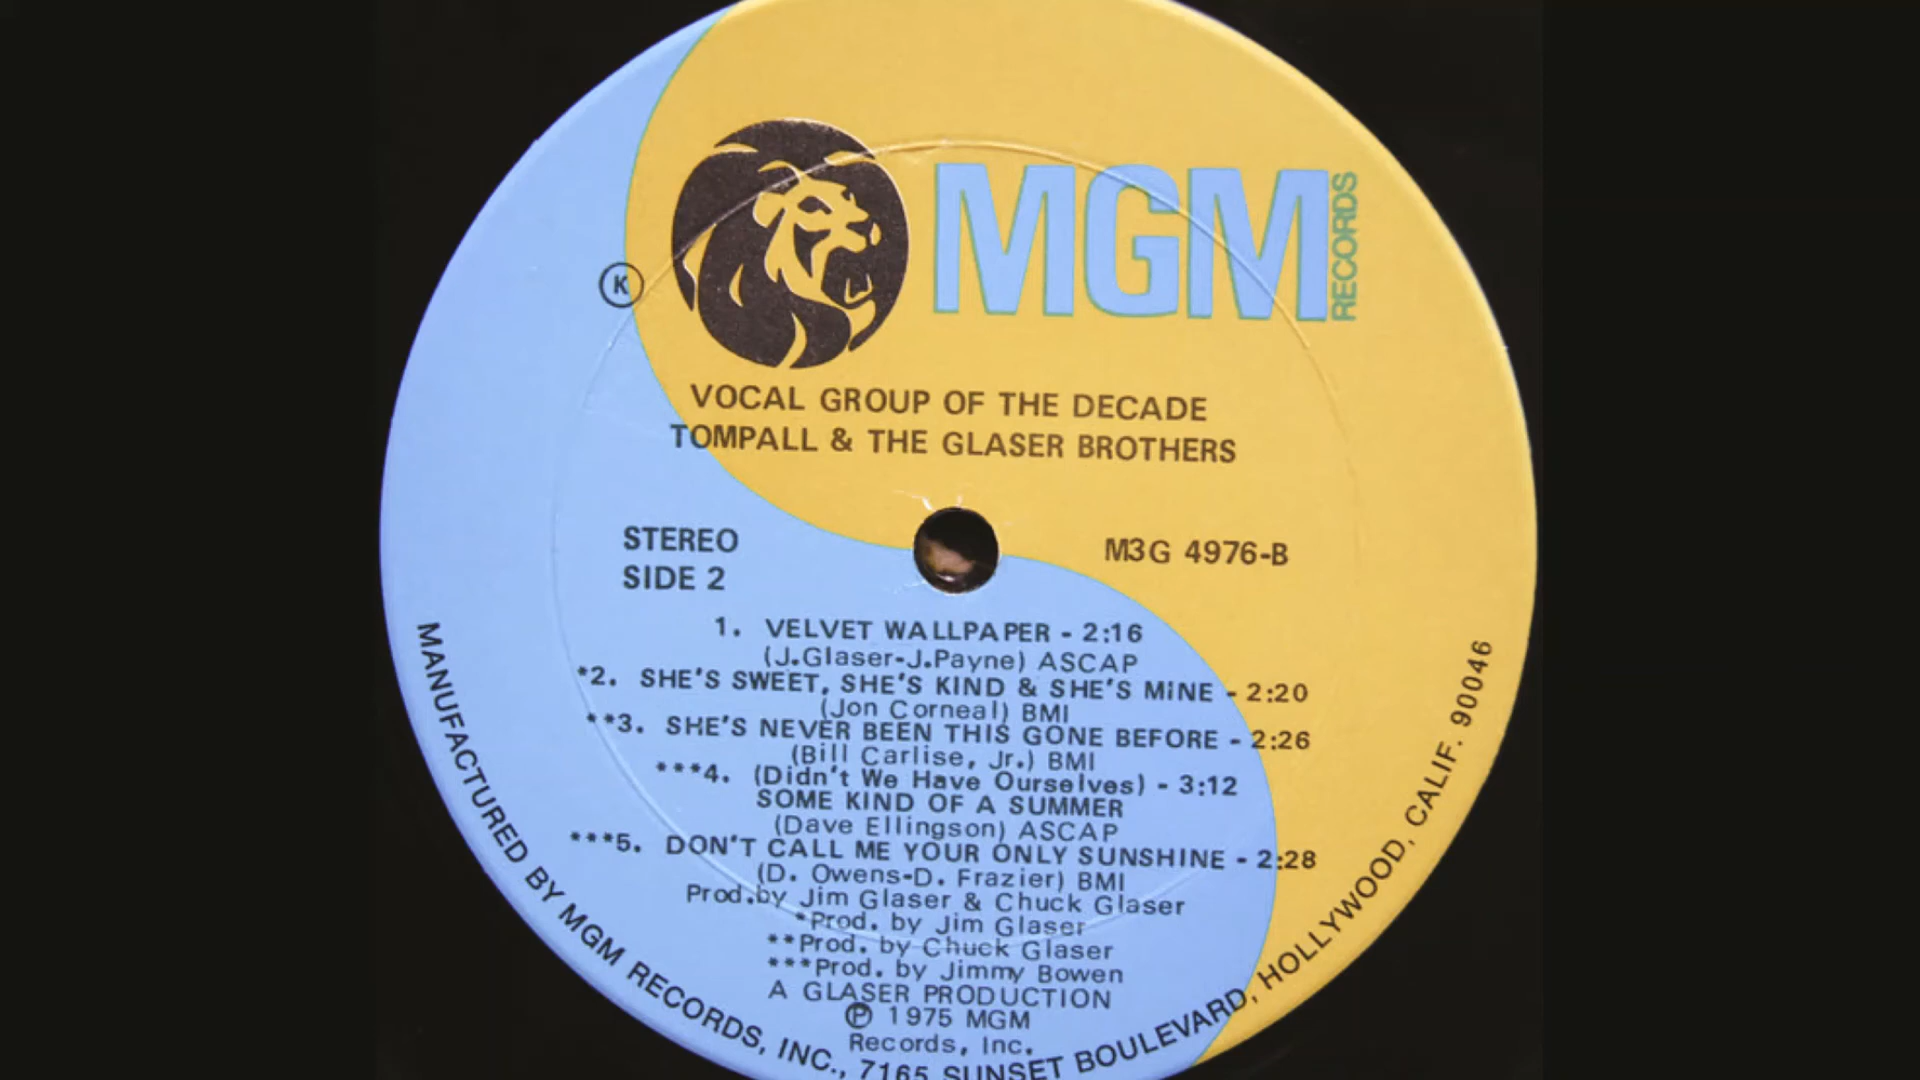 MGM RECORDS
K
VOCAL GROUP OF THE DECADE
TOMPALL & THE GLASER BROTHERS
STEREO
SIDE 2
M3G 4976-B
1. VELVET WALLPAPER - 2:16
(J.Glaser-J.Payne) ASCAP
*2. SHE'S SWEET, SHE'S KIND & SHE'S MINE - 2:20
(Jon Corneal) BMI
**3. SHE'S NEVER BEEN THIS GONE BEFORE - 2:26
(Bill Carlise, Jr.) BMI
***4. (Didn't We Have Ourselves) - 3:12
SOME KIND OF A SUMMER
(Dave Ellingson) ASCAP
***5. DON'T CALL ME YOUR ONLY SUNSHINE - 2:28
(D. Owens-D. Frazier) BMI
Prod.by Jim Glaser & Chuck Glaser
*Prod. by Jim Glaser
**Prod. by Chuck Glaser
***Prod. by Jimmy Bowen
A GLASER PRODUCTION
℗ 1975 MGM
Records, Inc.
MANUFACTURED BY MGM RECORDS, INC., 7165 SUNSET BOULEVARD, HOLLYWOOD, CALIF. 90046